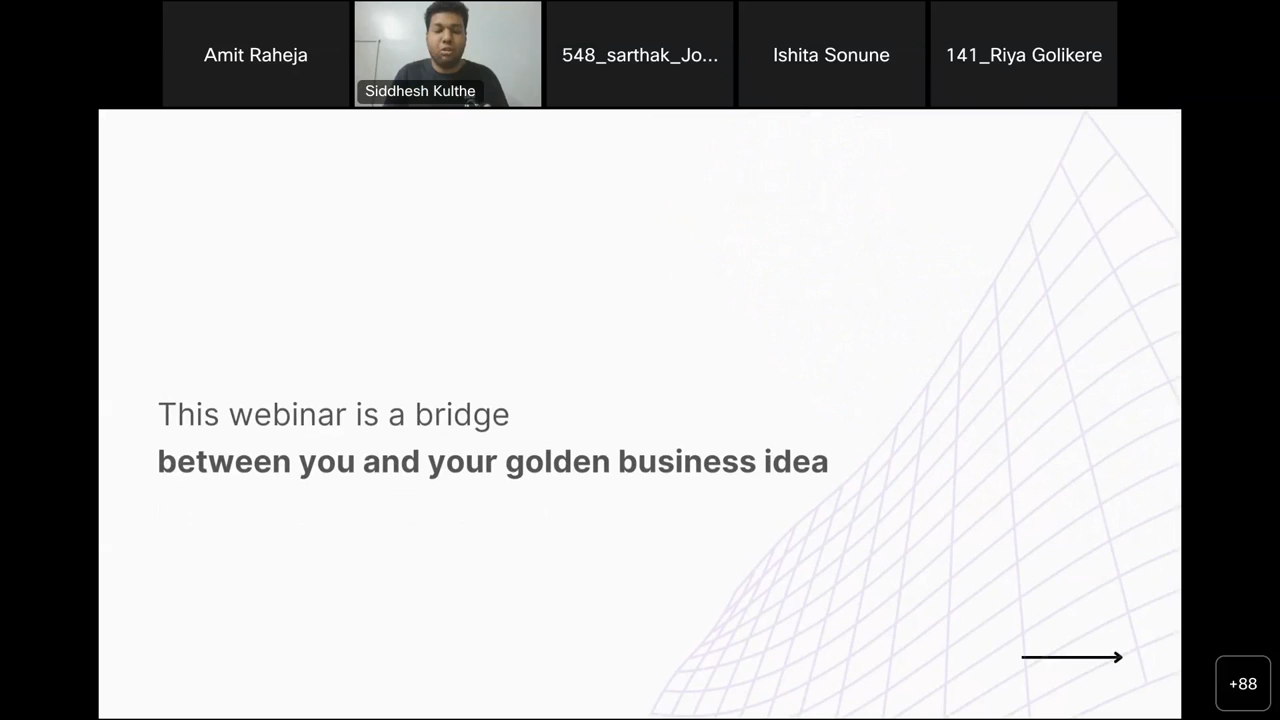 Amit Raheja
Siddhesh Kulthe
548_sarthak_Jo...
Ishita Sonune
141_Riya Golikere
This webinar is a bridge
between you and your golden business idea
+88